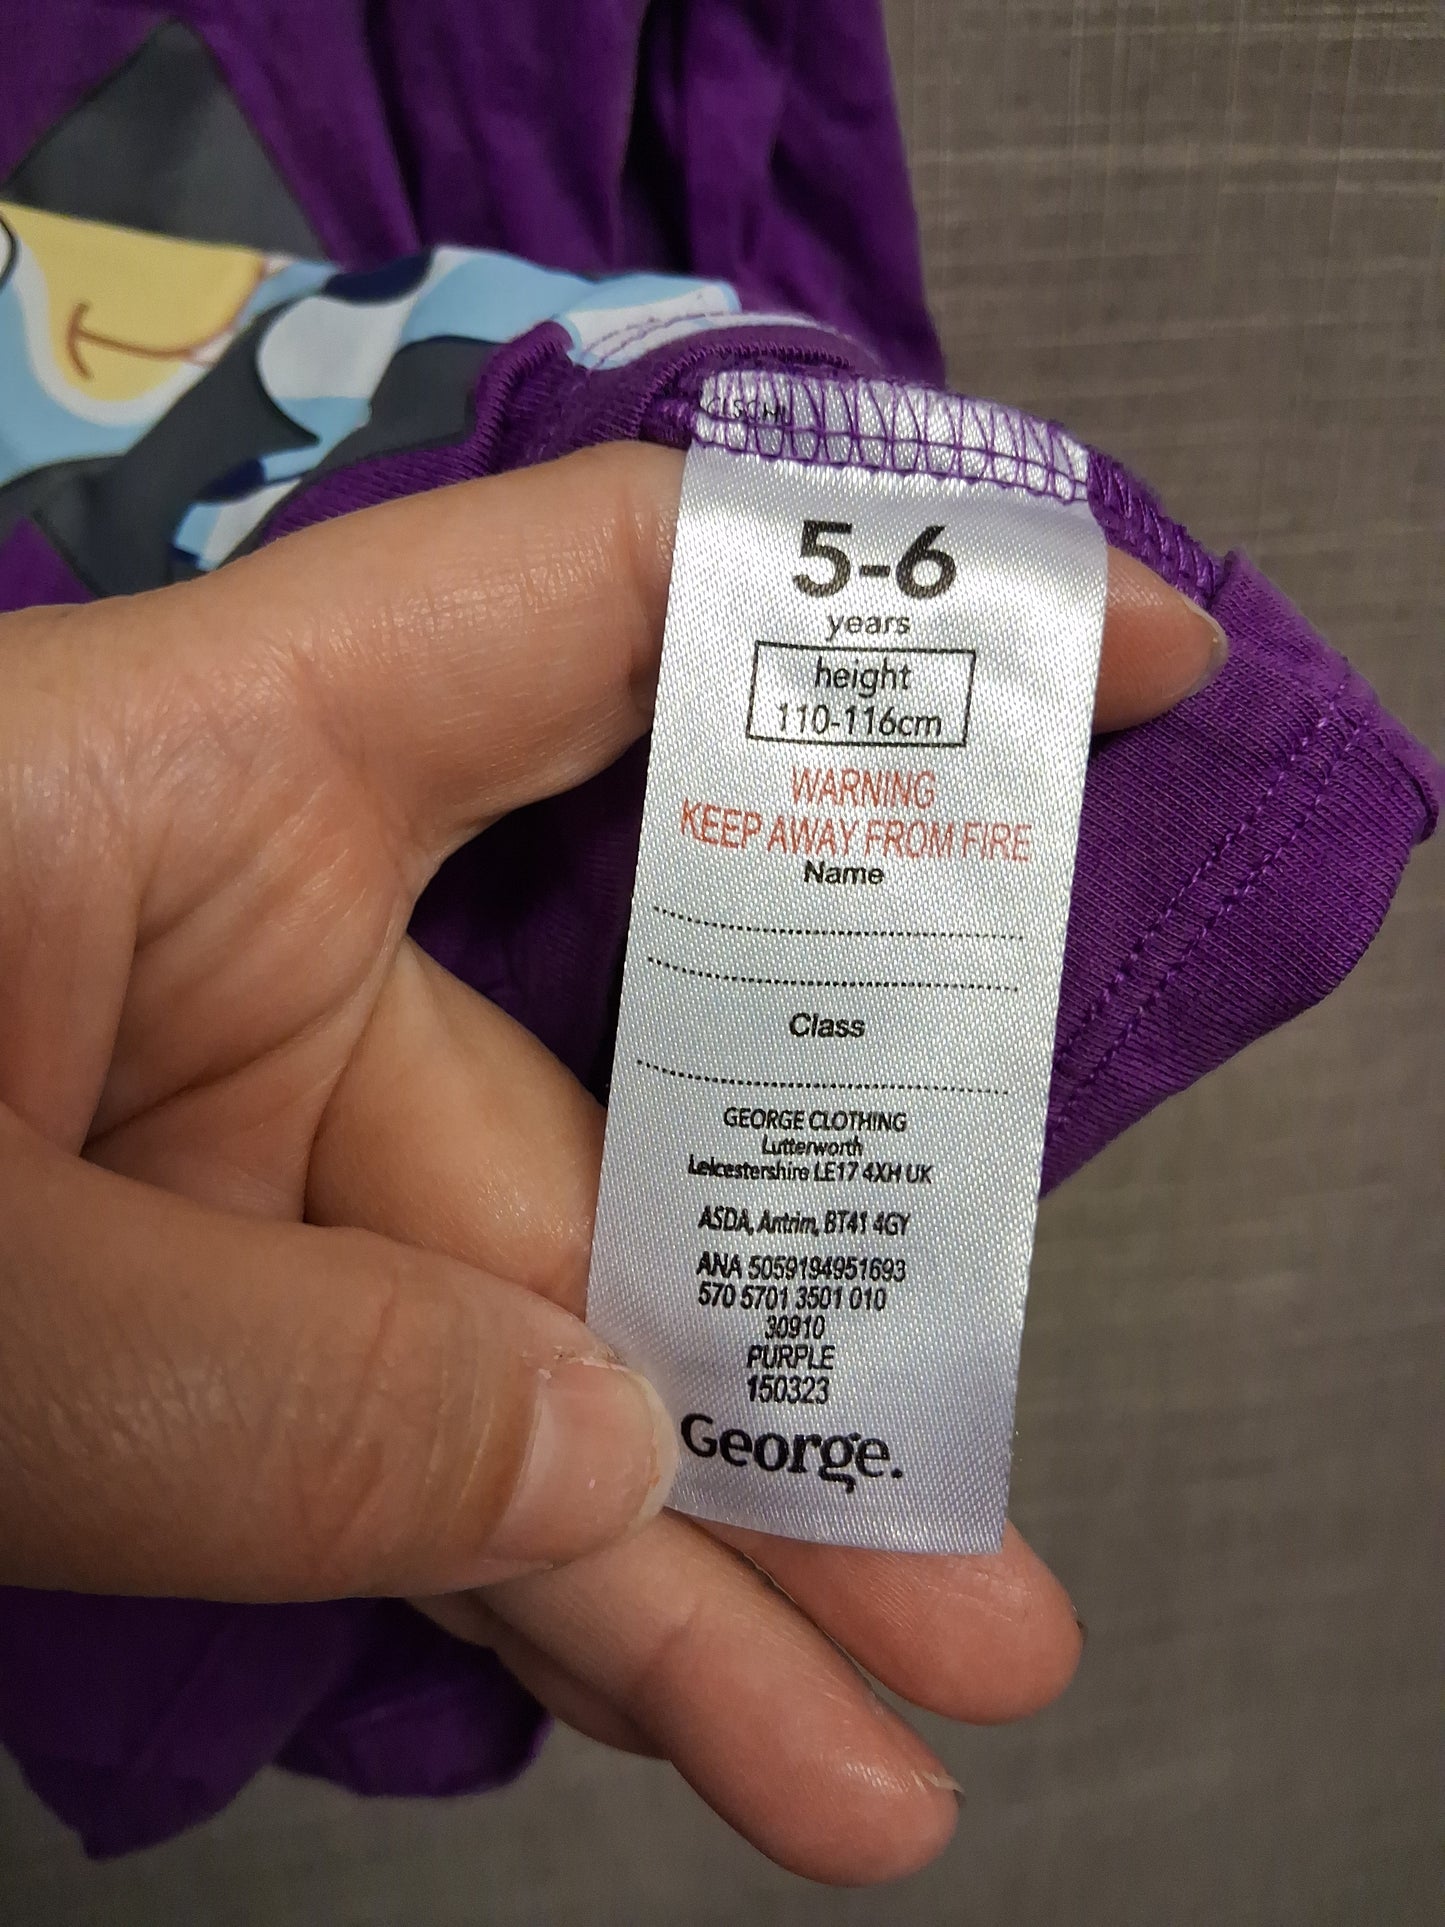 5-6
years
height
110-116cm
WARNING
KEEP AWAY FROM FIRE
Name
Class
GEORGE CLOTHING
Lutterworth
Leicestershire LE17 4XH UK
ASDA, Antrim, BT41 4GY
ANA 5059194951693
570 5701 3501 010
30910
PURPLE
150323
George.